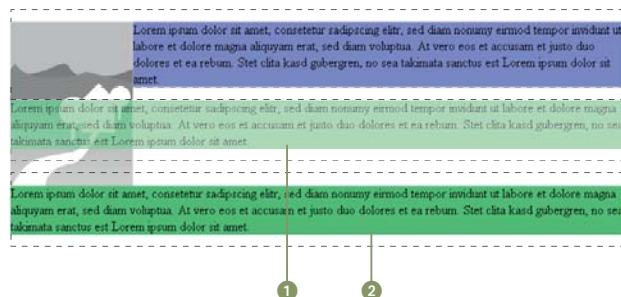 Lorem ipsum dolor sit amet, consetetur sadipscing elitr, sed diam nonumy eirmod tempor invidunt ut
labore et dolore magna aliquyam erat, sed diam voluptua. At vero eos et accusam et justo duo
dolores et ea rebum. Stet clita kasd gubergren, no sea takimata sanctus est Lorem ipsum dolor sit
amet.
Lorem ipsum dolor sit amet, consetetur sadipscing elitr, sed diam nonumy eirmod tempor invidunt ut labore et dolore magna
aliquyam erat, sed diam voluptua. At vero eos et accusam et justo duo dolores et ea rebum. Stet clita kasd gubergren, no sea
takimata sanctus est Lorem ipsum dolor sit amet.
Lorem ipsum dolor sit amet, consetetur sadipscing elitr, sed diam nonumy eirmod tempor invidunt ut labore et dolore magna
aliquyam erat, sed diam voluptua. At vero eos et accusam et justo duo dolores et ea rebum. Stet clita kasd gubergren, no sea
takimata sanctus est Lorem ipsum dolor sit amet.
1 2